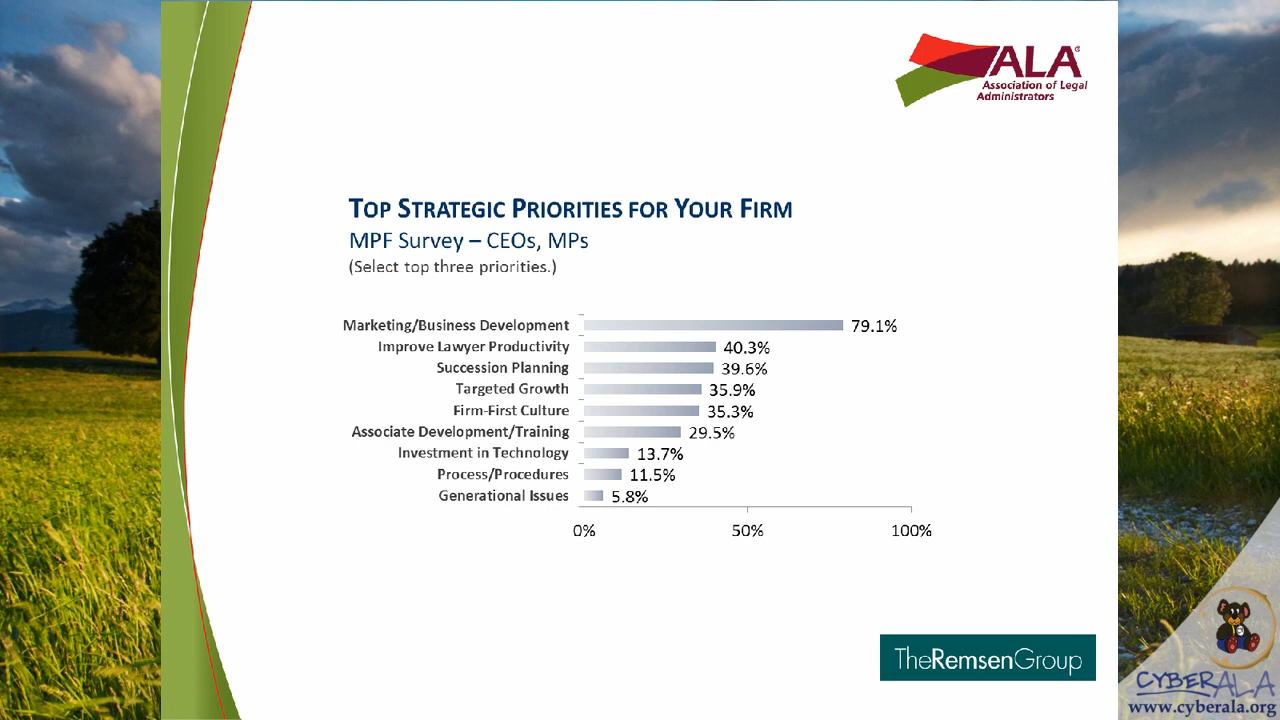 ALA®
Association of Legal
Administrators
TOP STRATEGIC PRIORITIES FOR YOUR FIRM
MPF Survey – CEOs, MPs
(Select top three priorities.)
Marketing/Business Development 79.1%
Improve Lawyer Productivity 40.3%
Succession Planning 39.6%
Targeted Growth 35.9%
Firm-First Culture 35.3%
Associate Development/Training 29.5%
Investment in Technology 13.7%
Process/Procedures 11.5%
Generational Issues 5.8%
0% 50% 100%
TheRemsenGroup
CYBERALA
www.cyberala.org